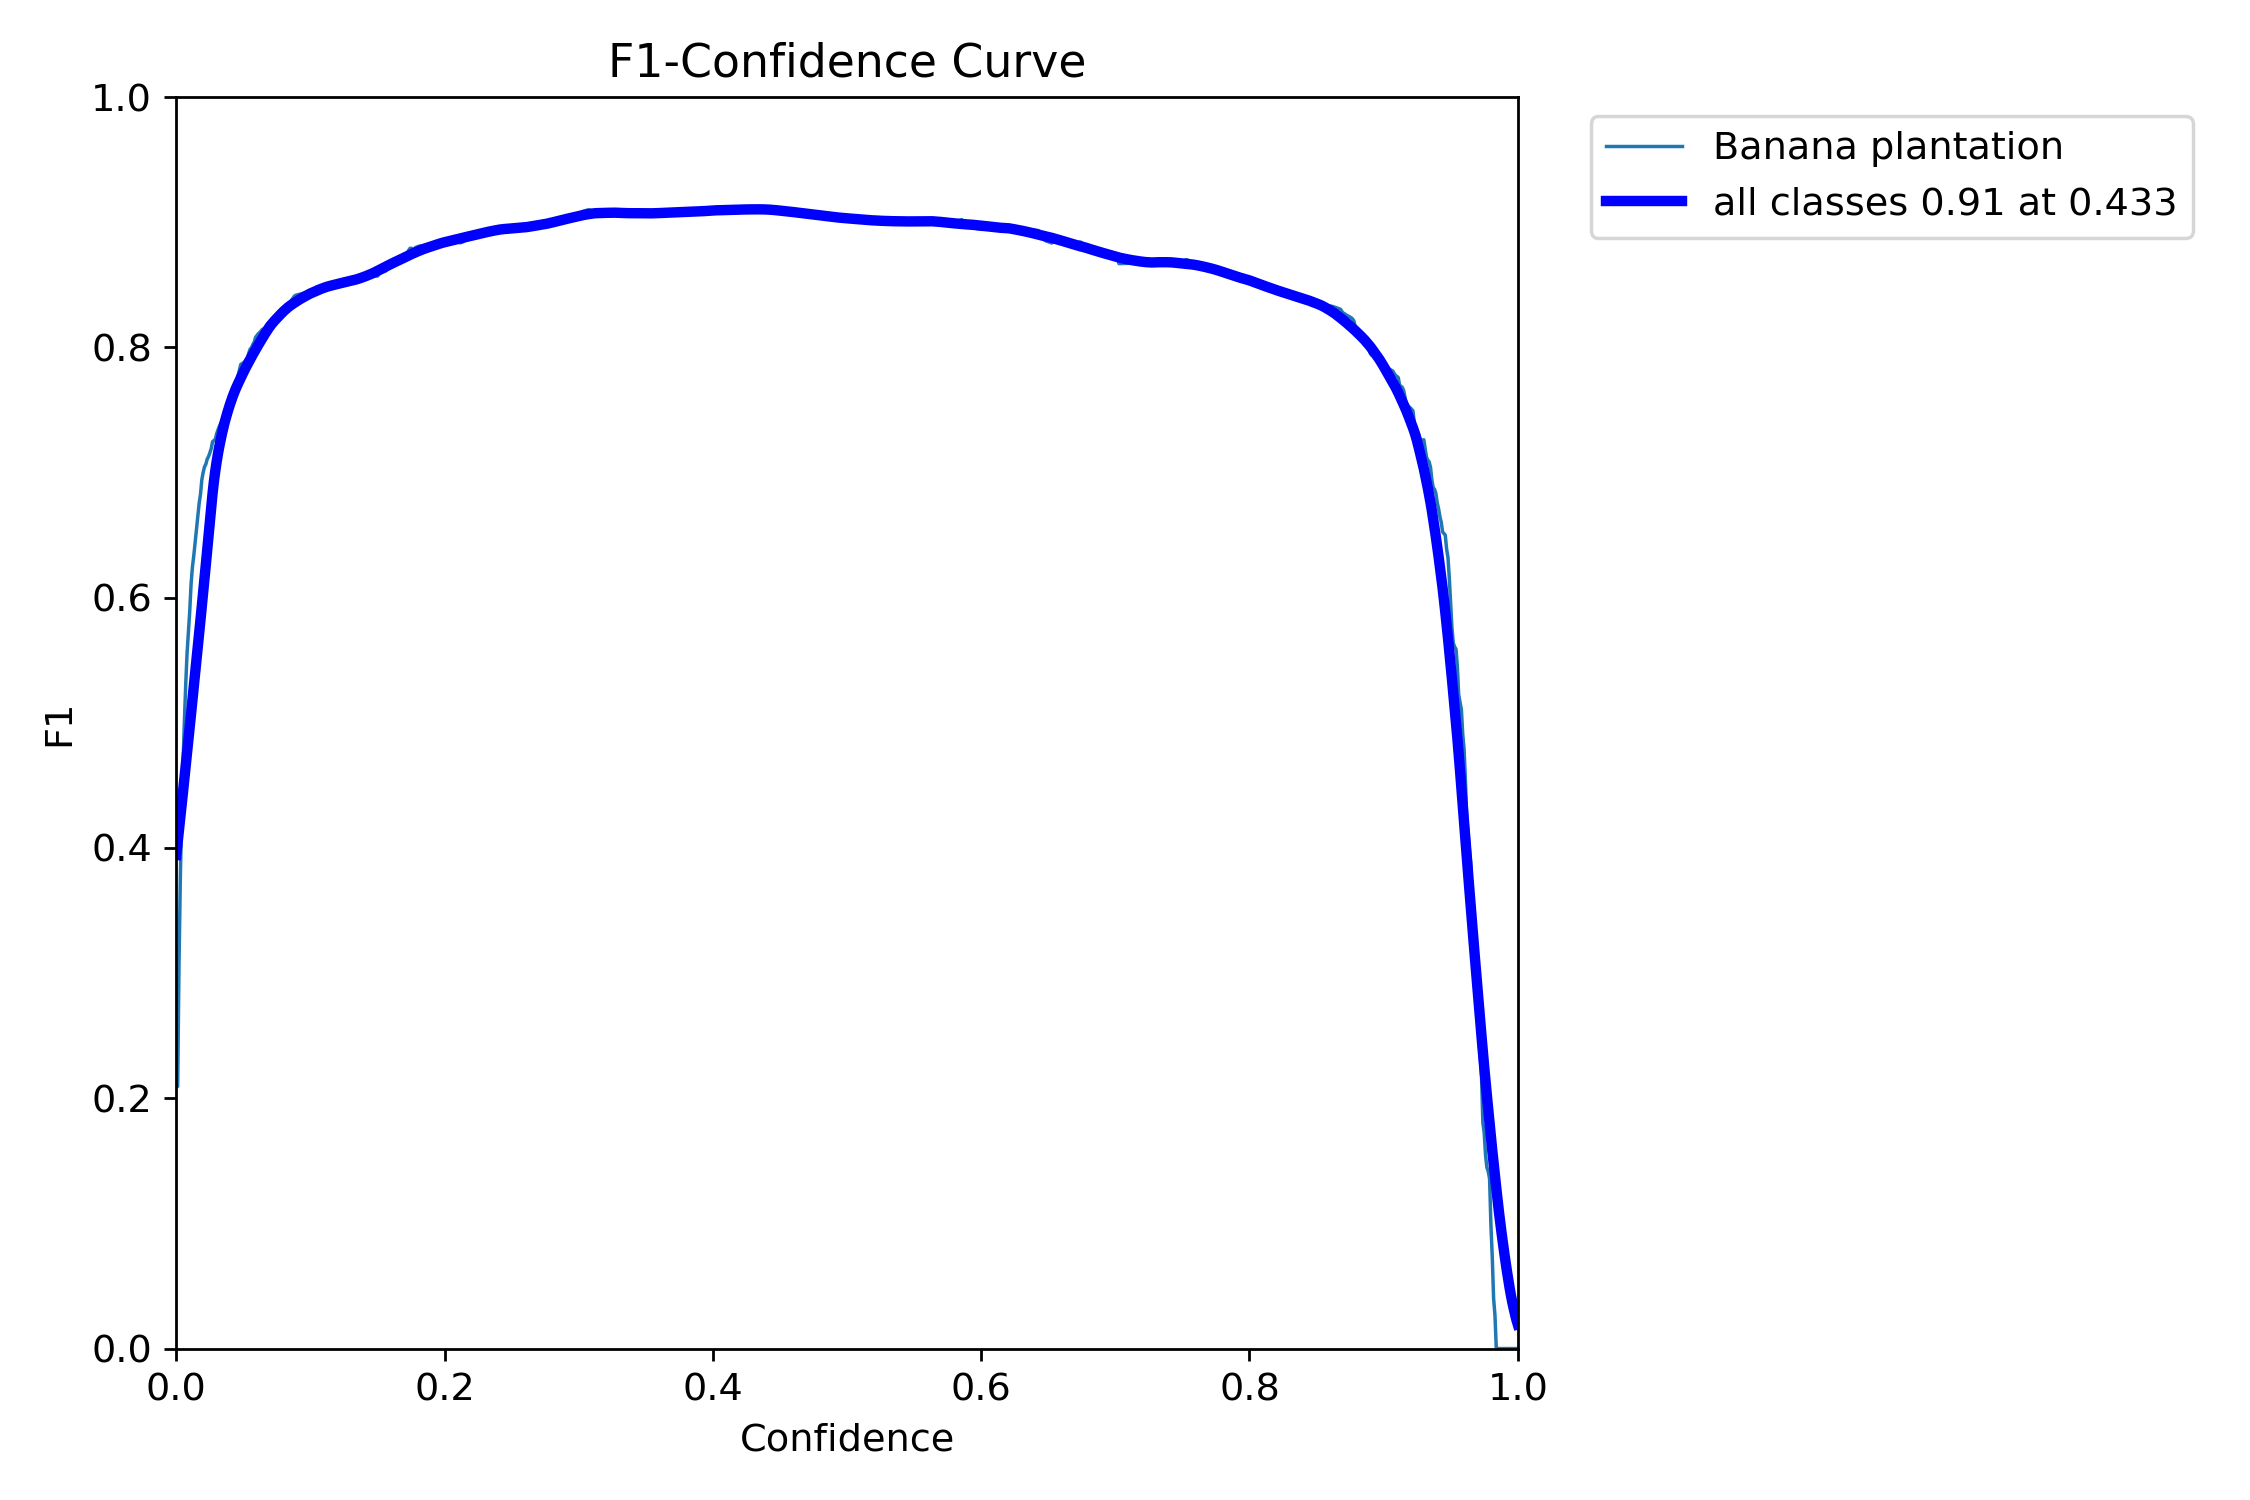 F1-Confidence Curve
1.0
0.8
0.6
0.4
0.2
0.0
F1
0.0 0.2 0.4 0.6 0.8 1.0
Confidence
Banana plantation
all classes 0.91 at 0.433